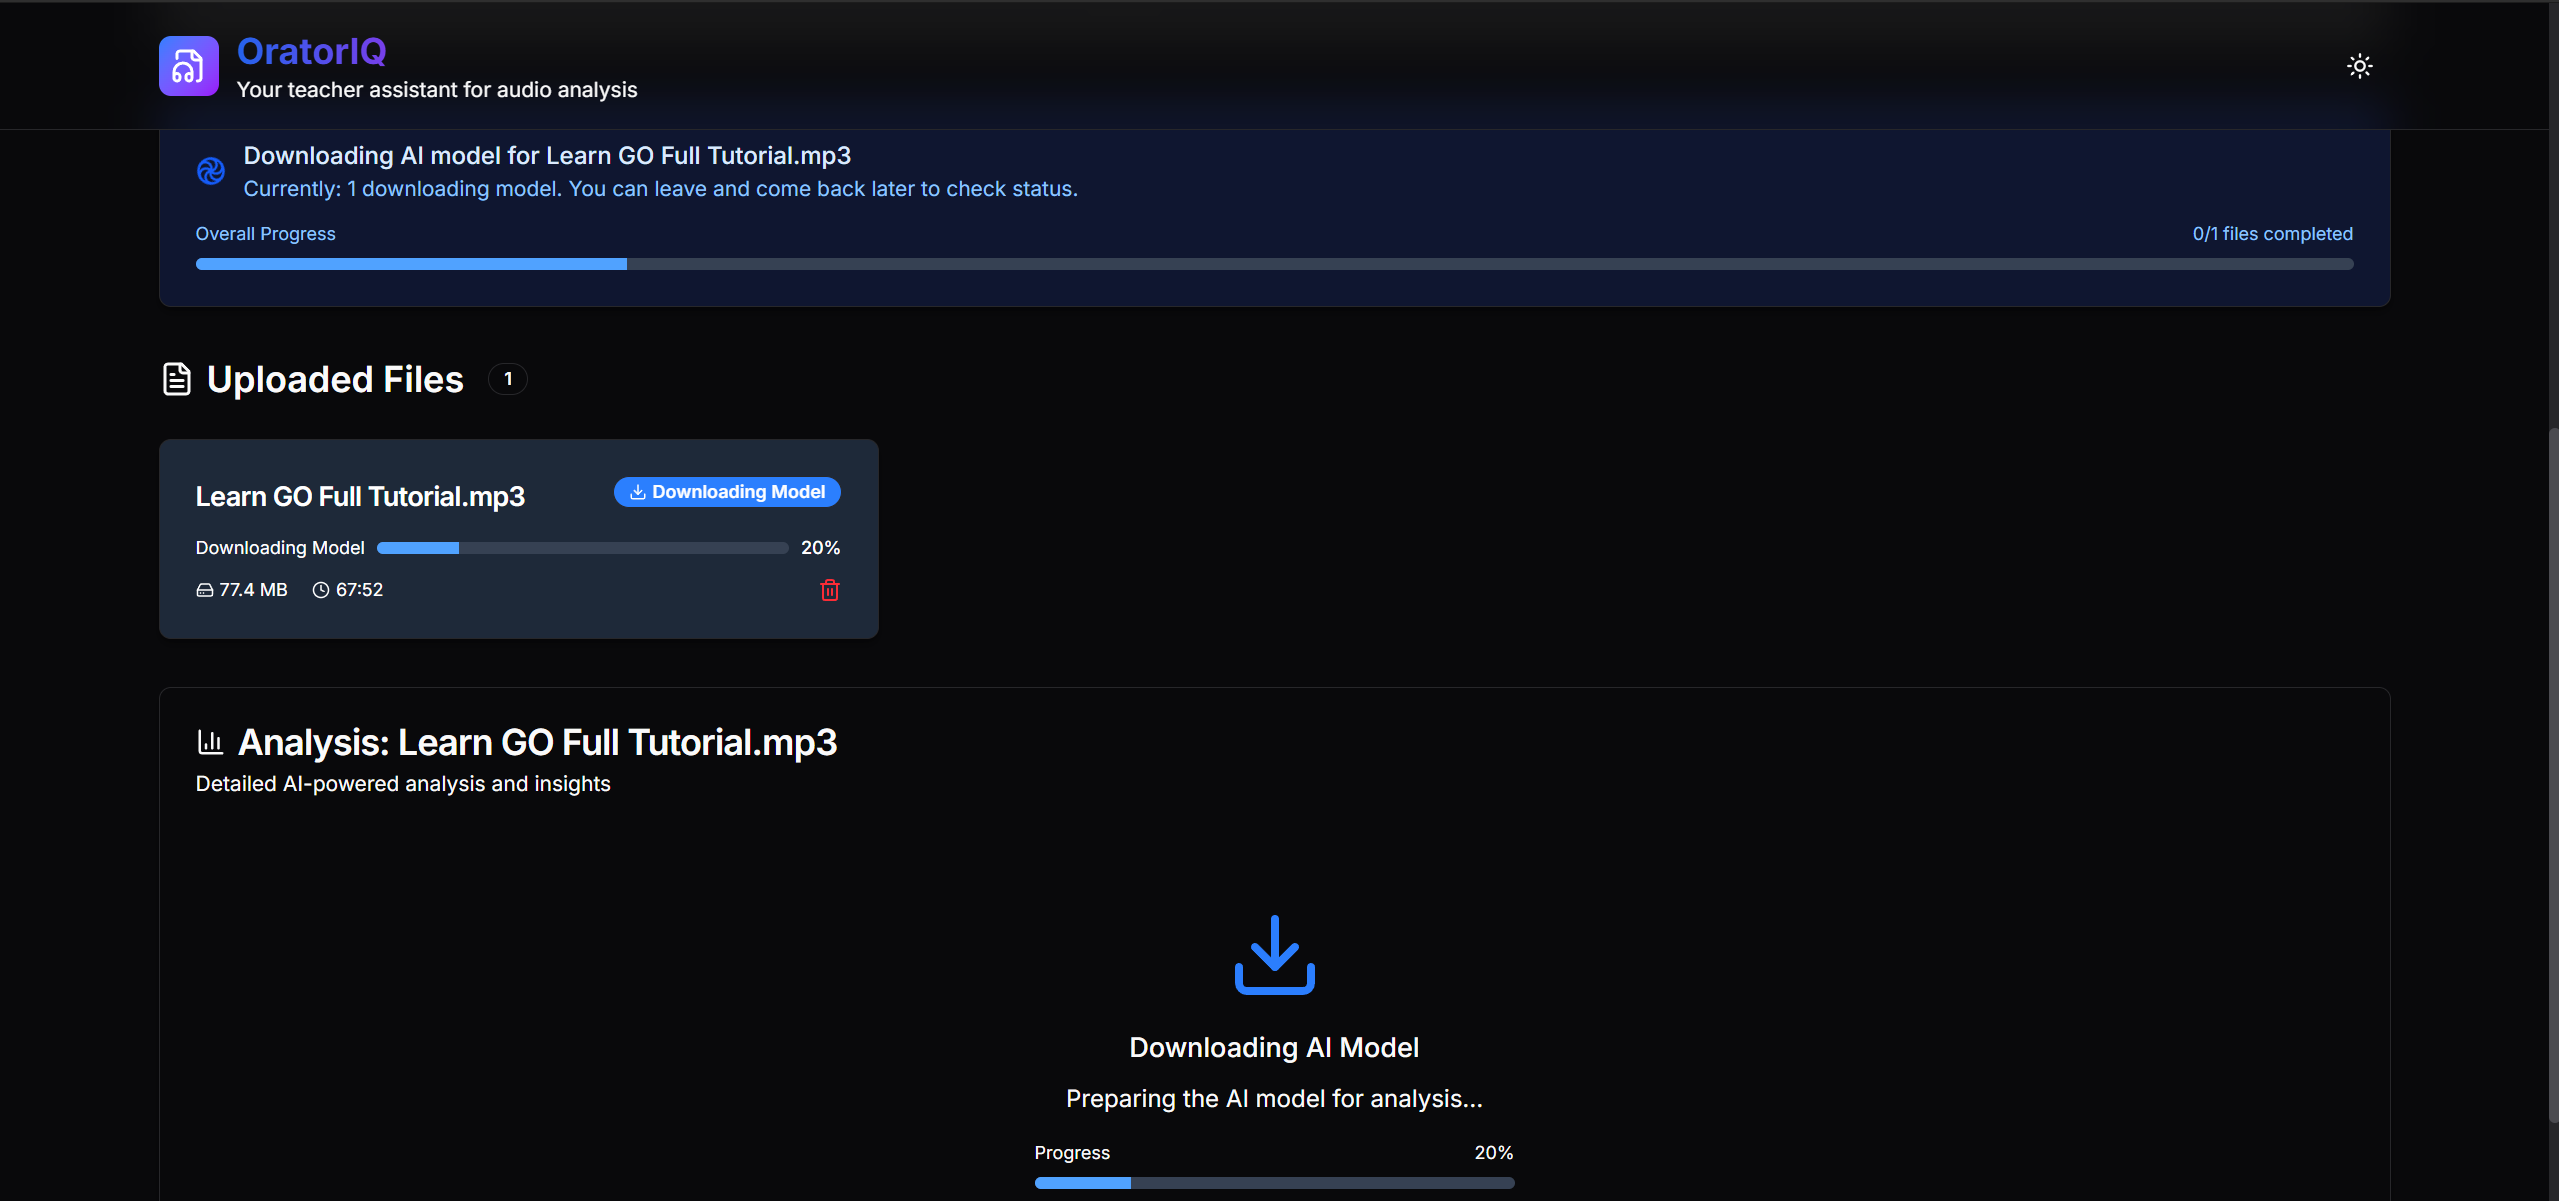 OratorIQ
Your teacher assistant for audio analysis
Downloading AI model for Learn GO Full Tutorial.mp3
Currently: 1 downloading model. You can leave and come back later to check status.
Overall Progress 0/1 files completed
Uploaded Files 1
Learn GO Full Tutorial.mp3 Downloading Model
Downloading Model 20%
77.4 MB 67:52
Analysis: Learn GO Full Tutorial.mp3
Detailed AI-powered analysis and insights
Downloading AI Model
Preparing the AI model for analysis...
Progress 20%